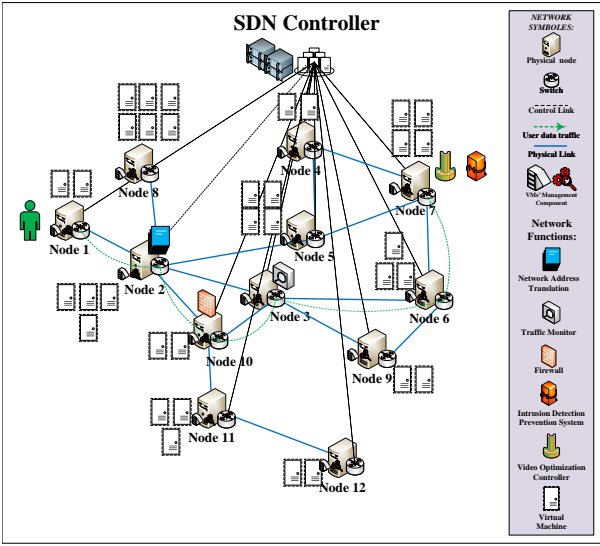 SDN Controller
Node 4
Node 8
Node 7
Node 1
Node 5
Node 2
Node 3
Node 6
Node 10
Node 9
Node 11
Node 12
NETWORK
SYMBOLES:
Physical node
Switch
Control Link
User data traffic
Physical Link
VMs' Management
Component
Network
Functions:
Network Address
Translation
Traffic Monitor
Firewall
Intrusion Detection
Prevention System
Video Optimization
Controller
Virtual
Machine